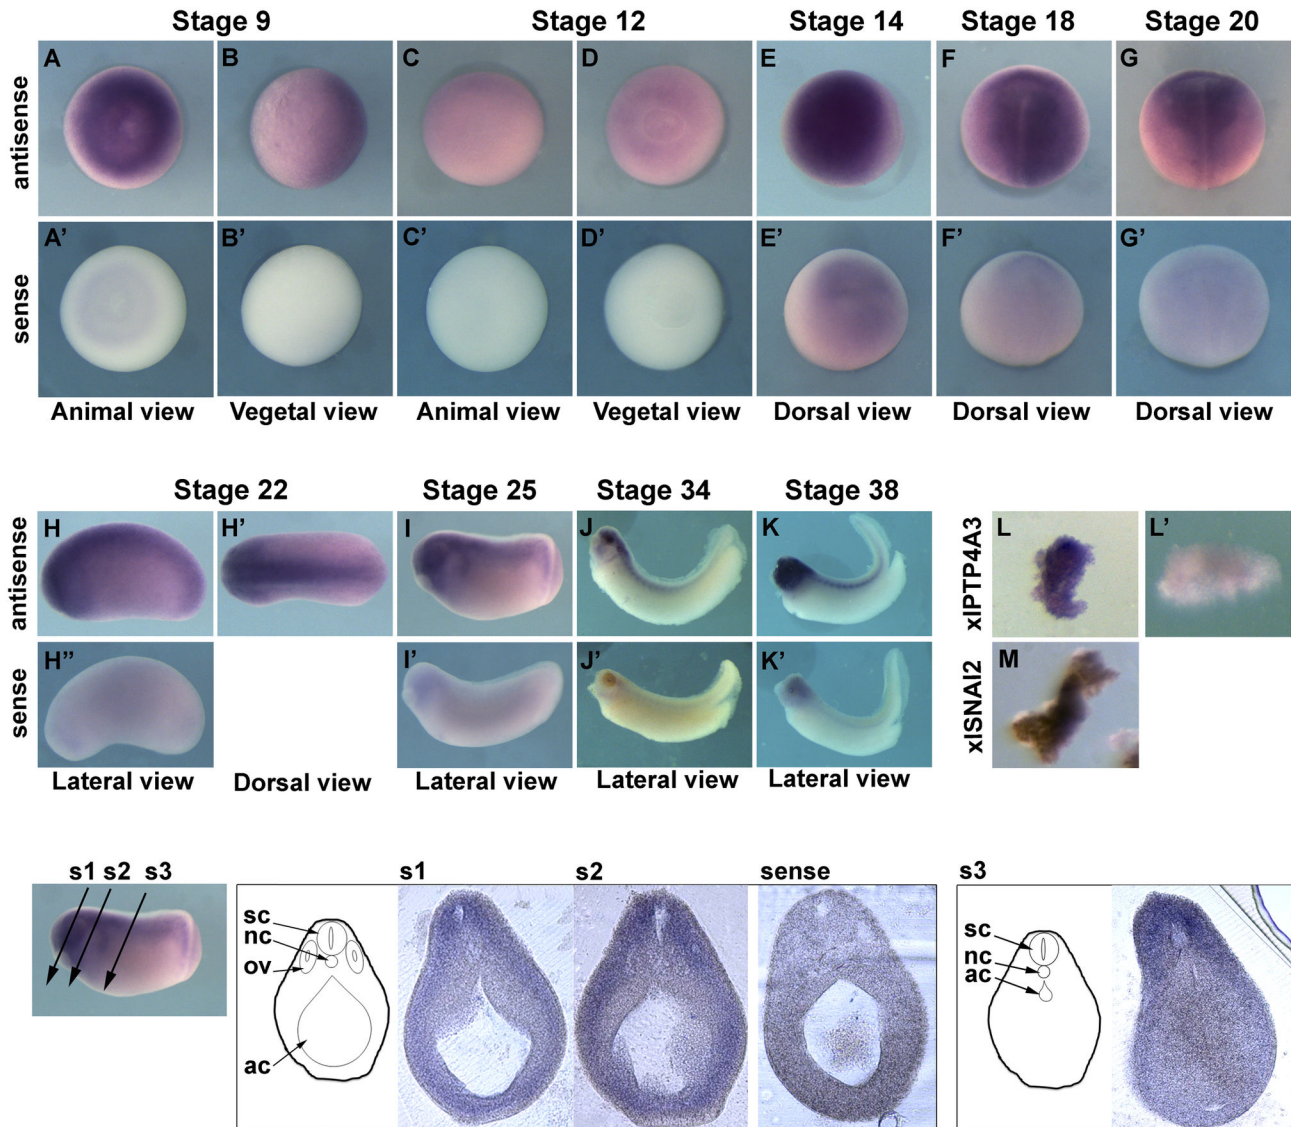 Stage 9 Stage 12 Stage 14 Stage 18 Stage 20
antisense
A B C D E F G
sense
A’ B’ C’ D’ E’ F’ G’
Animal view Vegetal view Animal view Vegetal view Dorsal view Dorsal view Dorsal view
Stage 22 Stage 25 Stage 34 Stage 38
antisense
H H’ I J K
xlPTP4A3
L L’
sense
H” I’ J’ K’
xlSNAI2
M
Lateral view Dorsal view Lateral view Lateral view Lateral view
s1 s2 s3
s1 s2 sense s3
sc
nc
ov
ac
sc
nc
ac